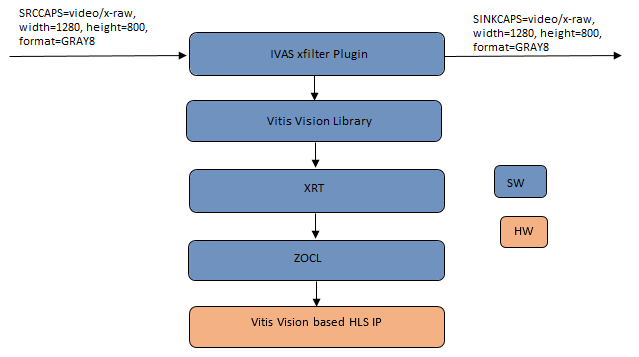 SRCCAPS=video/x-raw,
width=1280, height=800,
format=GRAY8
SINKCAPS=video/x-raw,
width=1280, height=800,
format=GRAY8
IVAS xfilter Plugin
Vitis Vision Library
XRT
ZOCL
Vitis Vision based HLS IP
SW
HW